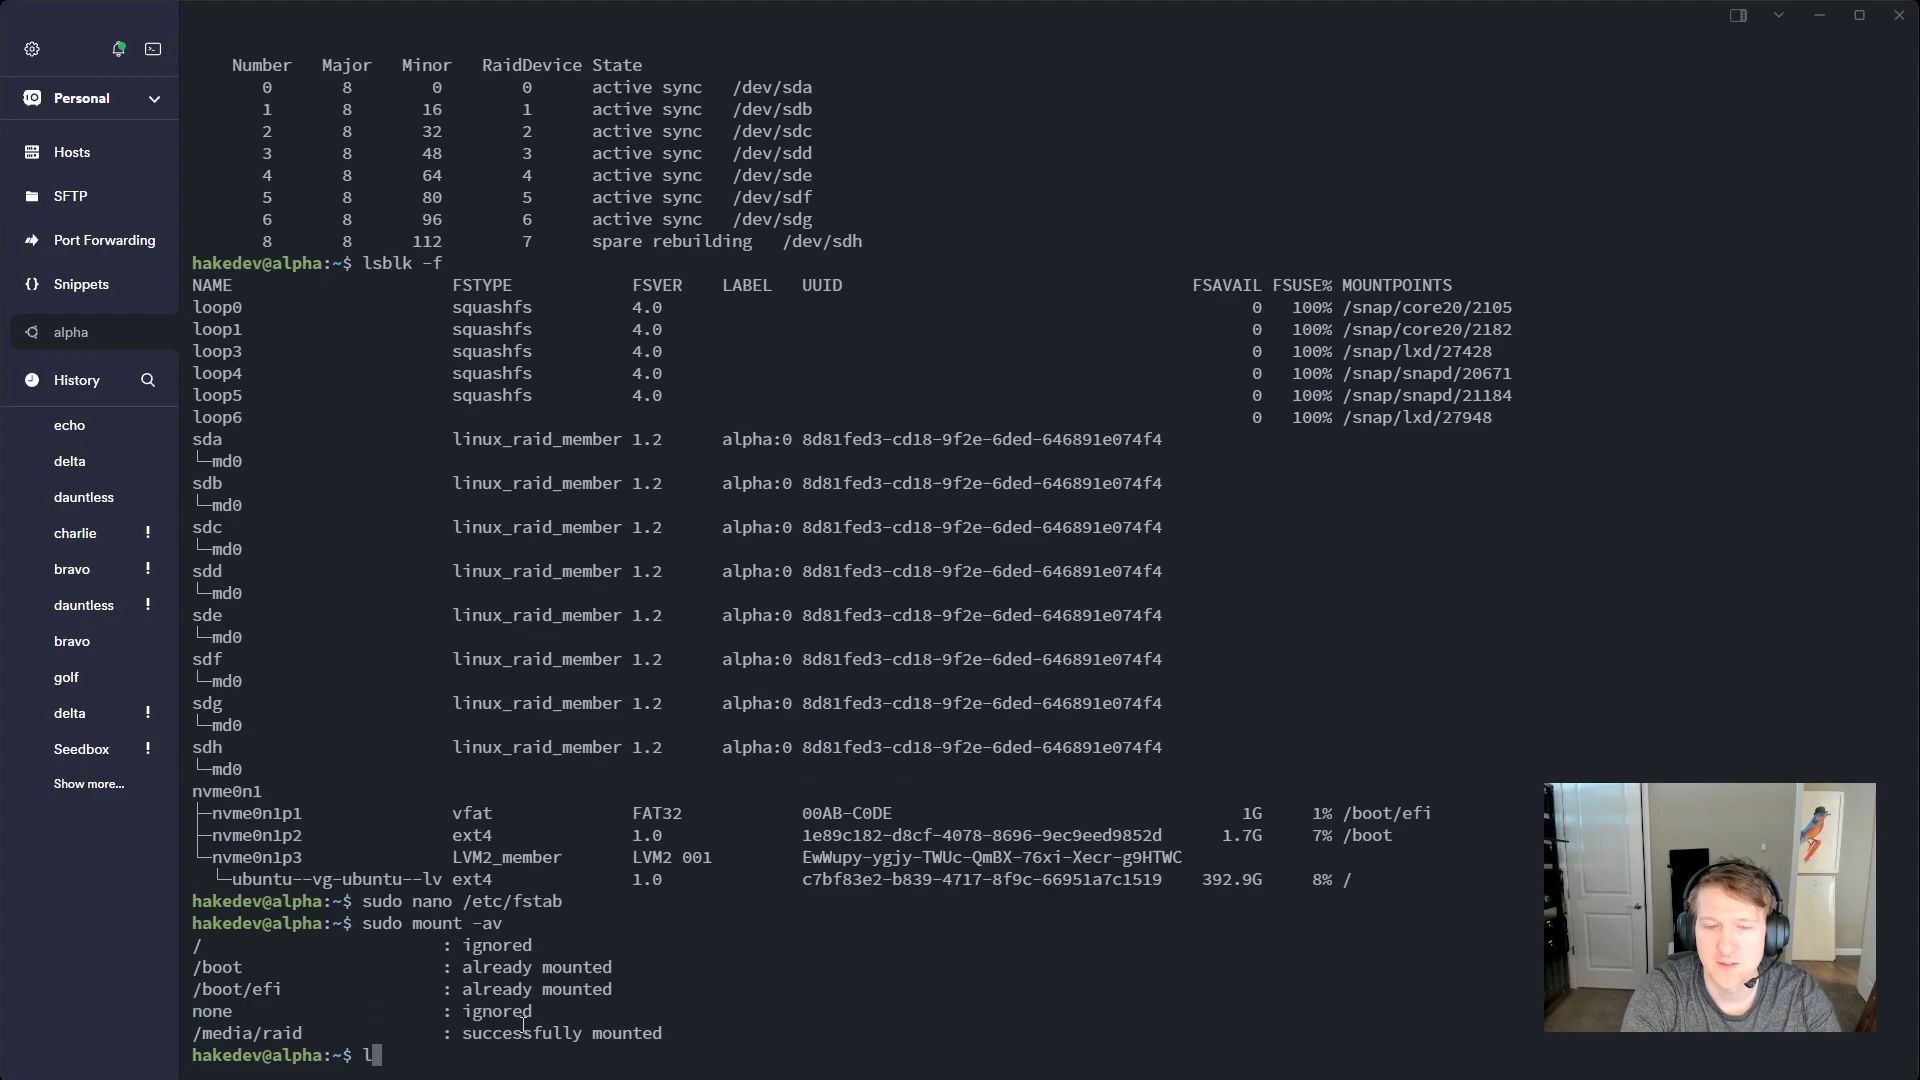 Personal
Hosts
SFTP
Port Forwarding
Snippets
alpha
History
echo
delta
dauntless
charlie !
bravo !
dauntless !
bravo
golf
delta !
Seedbox !
Show more...
Number Major Minor RaidDevice State
0 8 0 0 active sync /dev/sda
1 8 16 1 active sync /dev/sdb
2 8 32 2 active sync /dev/sdc
3 8 48 3 active sync /dev/sdd
4 8 64 4 active sync /dev/sde
5 8 80 5 active sync /dev/sdf
6 8 96 6 active sync /dev/sdg
8 8 112 7 spare rebuilding /dev/sdh
hakedev@alpha:~$ lsblk -f
NAME FSTYPE FSVER LABEL UUID FSAVAIL FSUSE% MOUNTPOINTS
loop0 squashfs 4.0 0 100% /snap/core20/2105
loop1 squashfs 4.0 0 100% /snap/core20/2182
loop3 squashfs 4.0 0 100% /snap/lxd/27428
loop4 squashfs 4.0 0 100% /snap/snapd/20671
loop5 squashfs 4.0 0 100% /snap/snapd/21184
loop6 0 100% /snap/lxd/27948
sda linux_raid_member 1.2 alpha:0 8d81fed3-cd18-9f2e-6ded-646891e074f4
└─md0
sdb linux_raid_member 1.2 alpha:0 8d81fed3-cd18-9f2e-6ded-646891e074f4
└─md0
sdc linux_raid_member 1.2 alpha:0 8d81fed3-cd18-9f2e-6ded-646891e074f4
└─md0
sdd linux_raid_member 1.2 alpha:0 8d81fed3-cd18-9f2e-6ded-646891e074f4
└─md0
sde linux_raid_member 1.2 alpha:0 8d81fed3-cd18-9f2e-6ded-646891e074f4
└─md0
sdf linux_raid_member 1.2 alpha:0 8d81fed3-cd18-9f2e-6ded-646891e074f4
└─md0
sdg linux_raid_member 1.2 alpha:0 8d81fed3-cd18-9f2e-6ded-646891e074f4
└─md0
sdh linux_raid_member 1.2 alpha:0 8d81fed3-cd18-9f2e-6ded-646891e074f4
└─md0
nvme0n1
├─nvme0n1p1 vfat FAT32 00AB-C0DE 1G 1% /boot/efi
├─nvme0n1p2 ext4 1.0 1e89c182-d8cf-4078-8696-9ec9eed9852d 1.7G 7% /boot
└─nvme0n1p3 LVM2_member LVM2 001 EwWupy-ygjy-TWUc-QmBX-76xi-Xecr-g9HTWC
└─ubuntu--vg-ubuntu--lv ext4 1.0 c7bf83e2-b839-4717-8f9c-66951a7c1519 392.9G 8% /
hakedev@alpha:~$ sudo nano /etc/fstab
hakedev@alpha:~$ sudo mount -av
/ : ignored
/boot : already mounted
/boot/efi : already mounted
none : ignored
/media/raid : successfully mounted
hakedev@alpha:~$ l